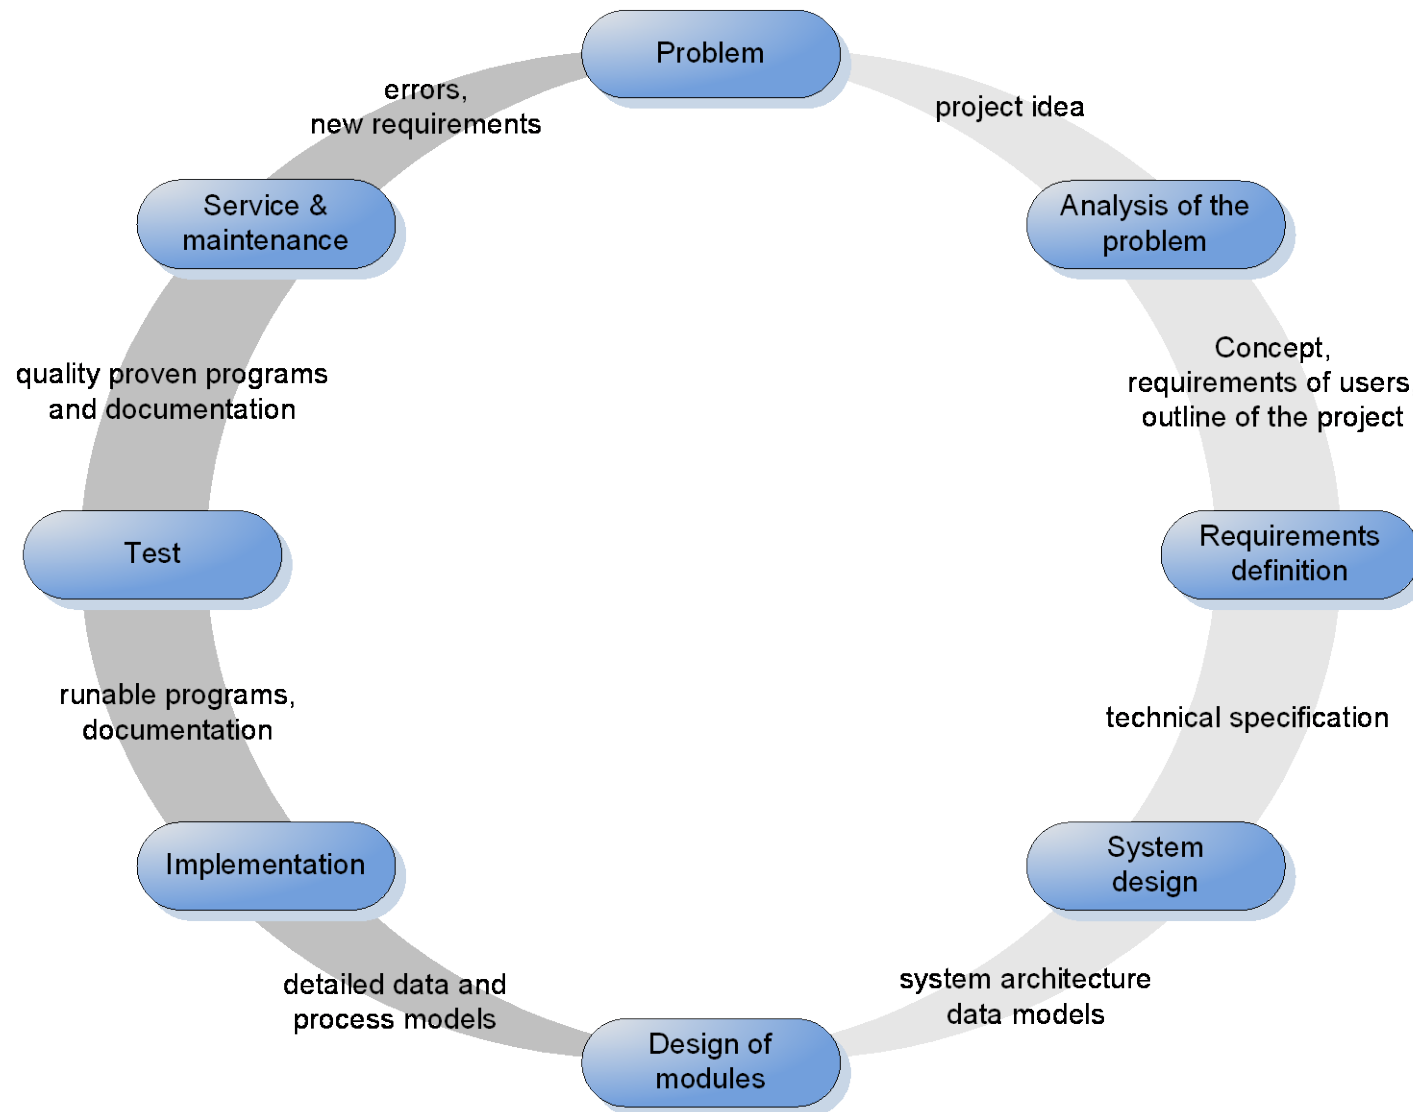 Problem
project idea
Analysis of the
problem
Concept,
requirements of users
outline of the project
Requirements
definition
technical specification
System
design
system architecture
data models
Design of
modules
detailed data and
process models
Implementation
runable programs,
documentation
Test
quality proven programs
and documentation
Service &
maintenance
errors,
new requirements